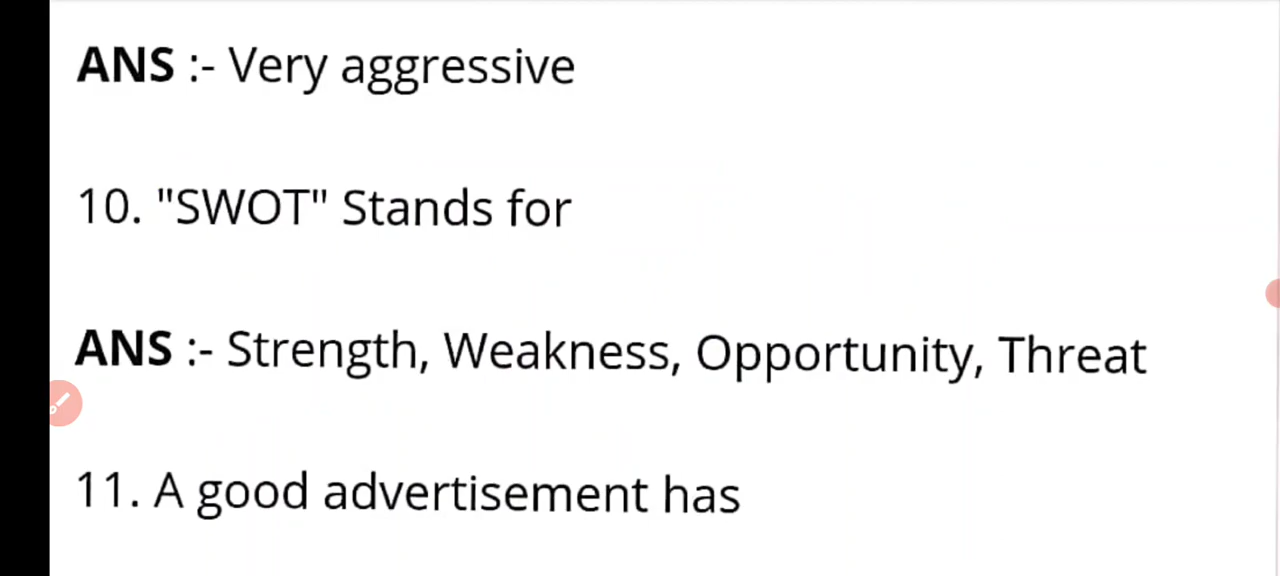 ANS :- Very aggressive
10. "SWOT" Stands for
ANS :- Strength, Weakness, Opportunity, Threat
11. A good advertisement has